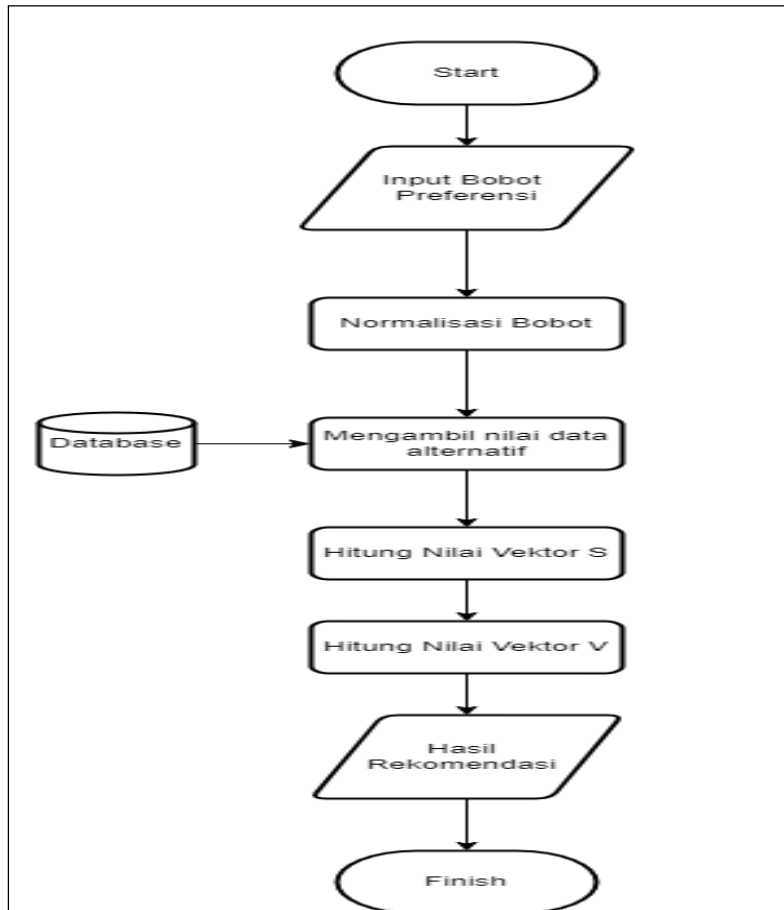 Start
Input Bobot
Preferensi
Normalisasi Bobot
Database
Mengambil nilai data
alternatif
Hitung Nilai Vektor S
Hitung Nilai Vektor V
Hasil
Rekomendasi
Finish